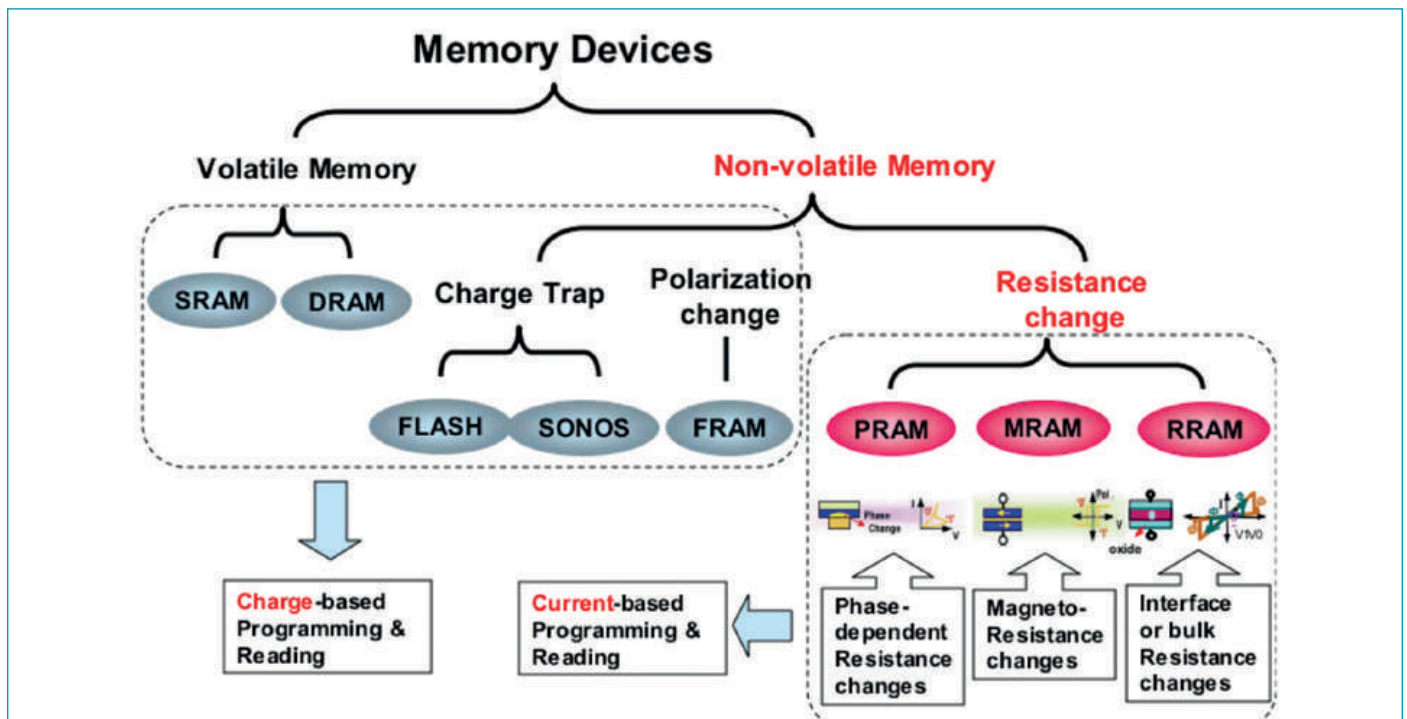 Memory Devices
Volatile Memory
Non-volatile Memory
SRAM
DRAM
Charge Trap
Polarization
change
Resistance
change
FLASH
SONOS
FRAM
PRAM
MRAM
RRAM
Phase
Change
I
V
Pol.
V
oxide
I
Charge-based
Programming &
Reading
Current-based
Programming &
Reading
Phase-
dependent
Resistance
changes
Magneto-
Resistance
changes
Interface
or bulk
Resistance
changes